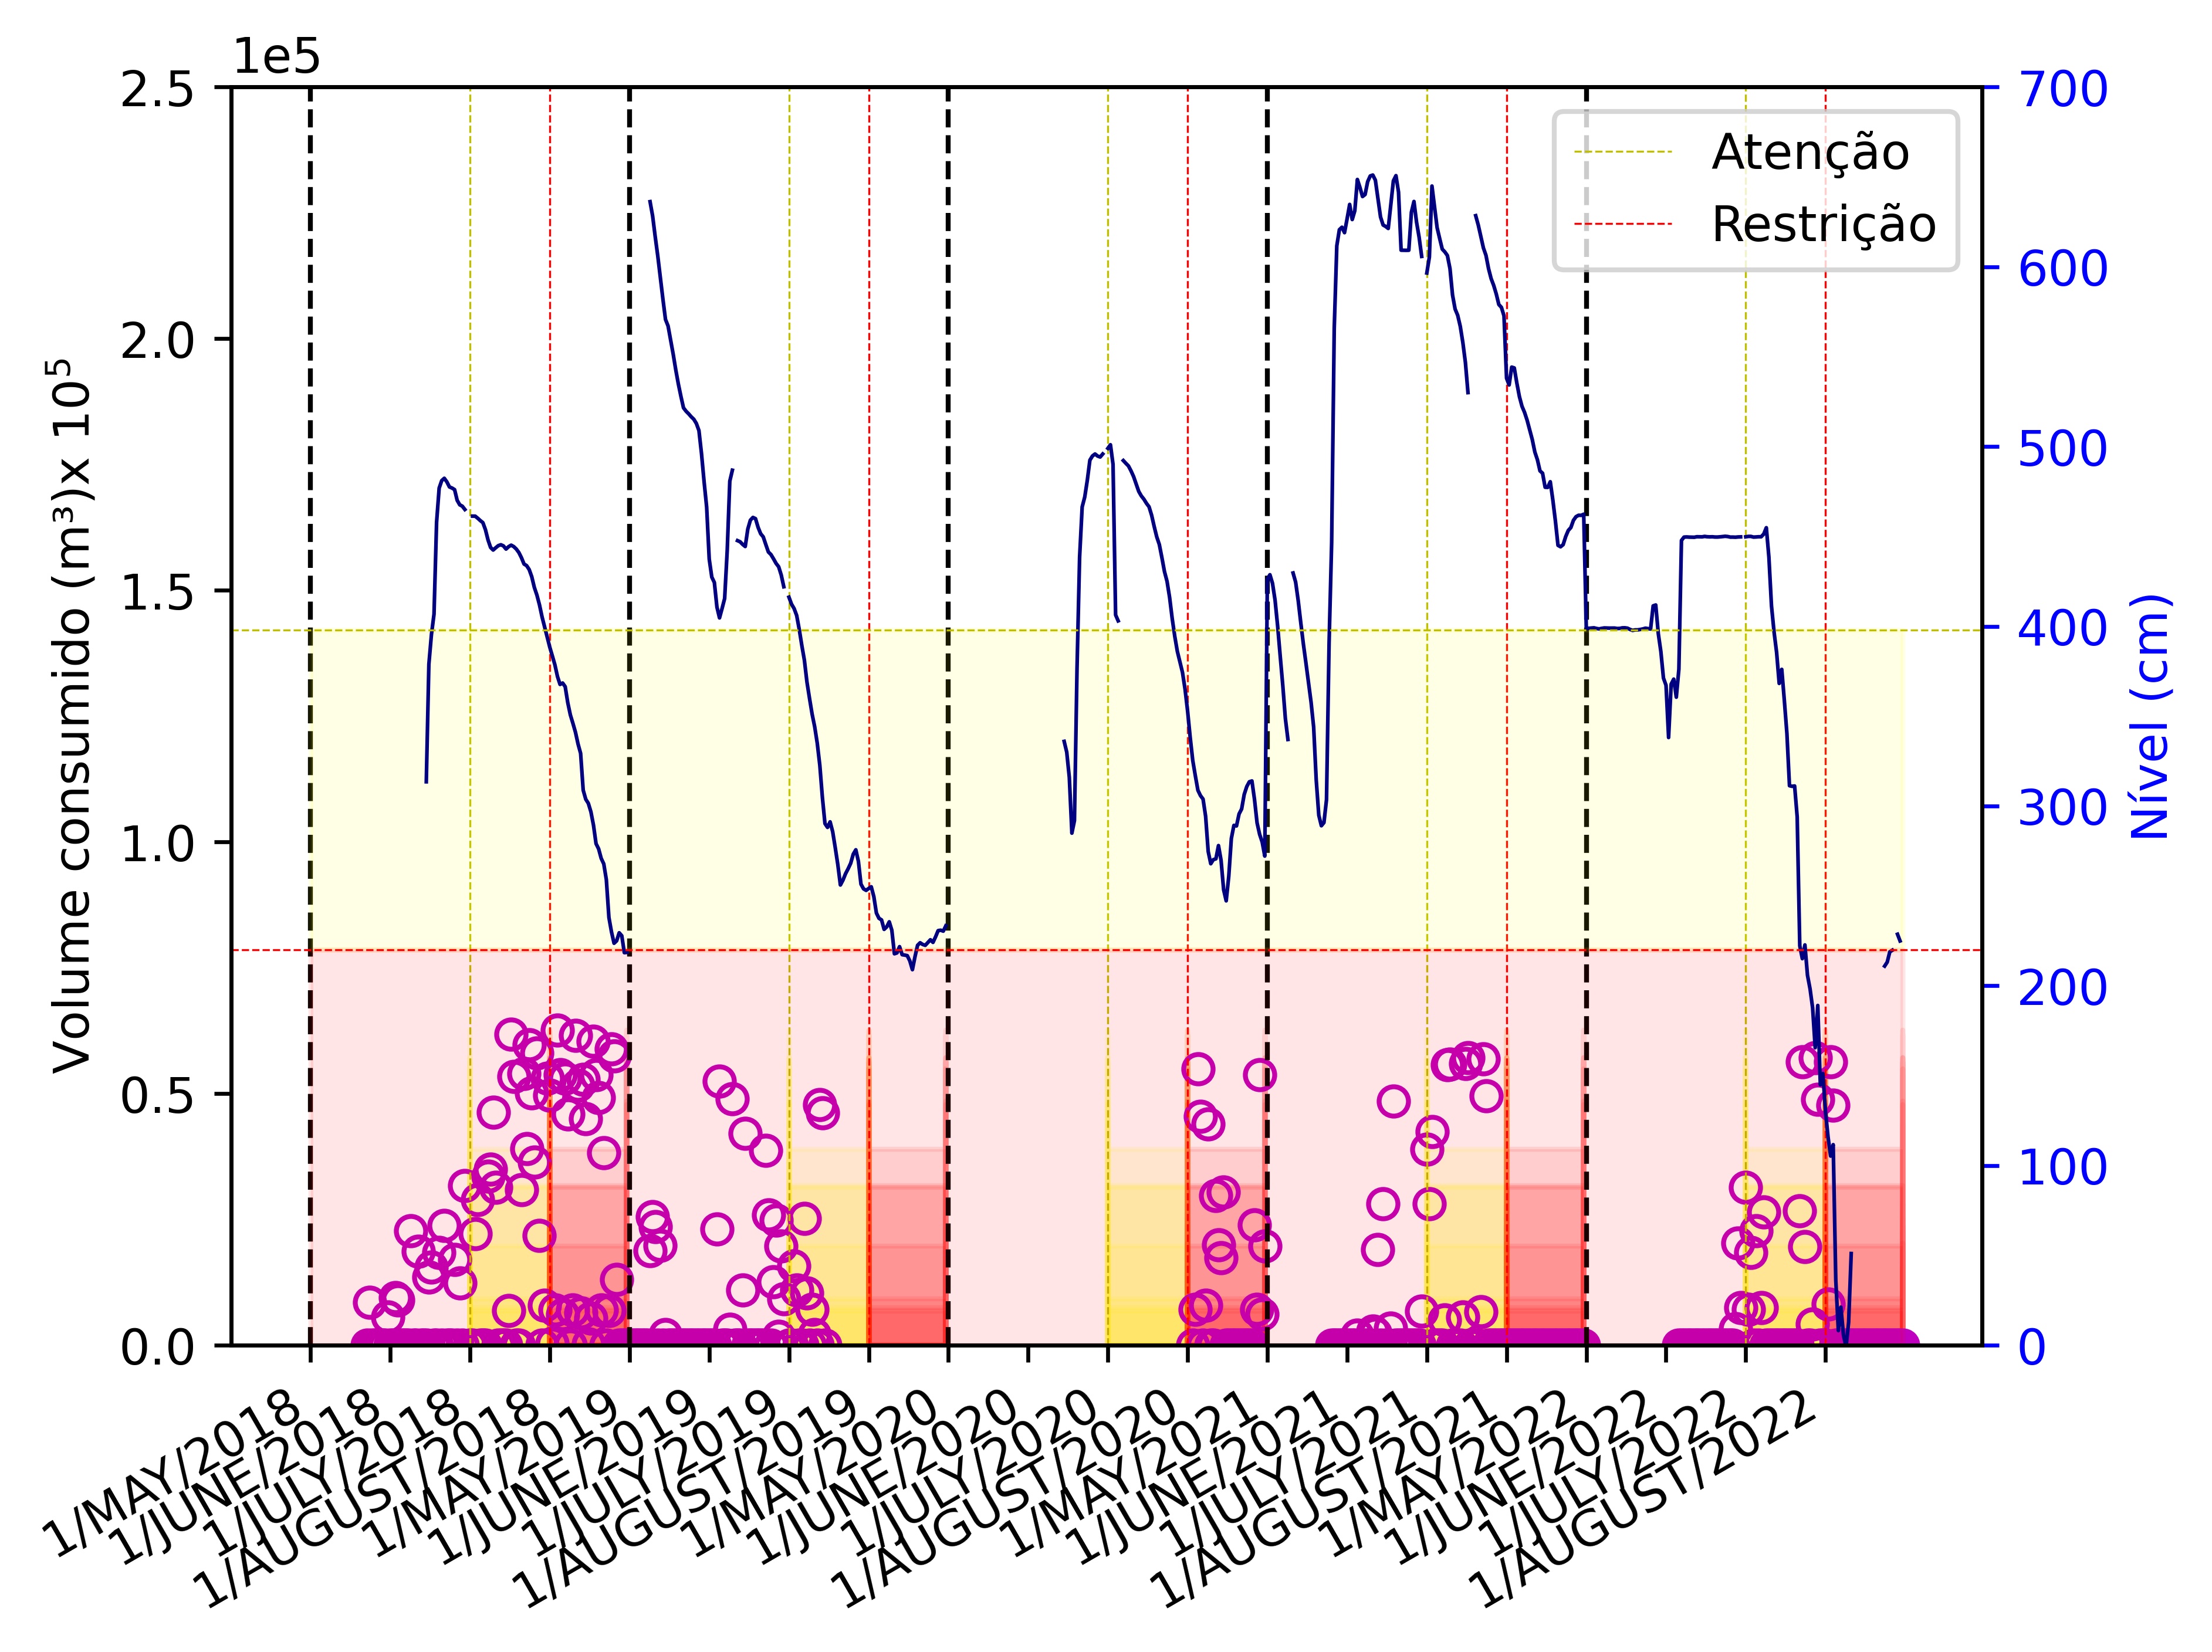 1e5
2.5
2.0
1.5
1.0
0.5
0.0
Volume consumido (m³)x 10⁵
700
600
500
400
300
200
100
0
Nível (cm)
Atenção
Restrição
1/MAY/2018
1/JUNE/2018
1/JULY/2018
1/AUGUST/2018
1/MAY/2019
1/JUNE/2019
1/JULY/2019
1/AUGUST/2019
1/MAY/2020
1/JUNE/2020
1/JULY/2020
1/AUGUST/2020
1/MAY/2021
1/JUNE/2021
1/JULY/2021
1/AUGUST/2021
1/MAY/2022
1/JUNE/2022
1/JULY/2022
1/AUGUST/2022